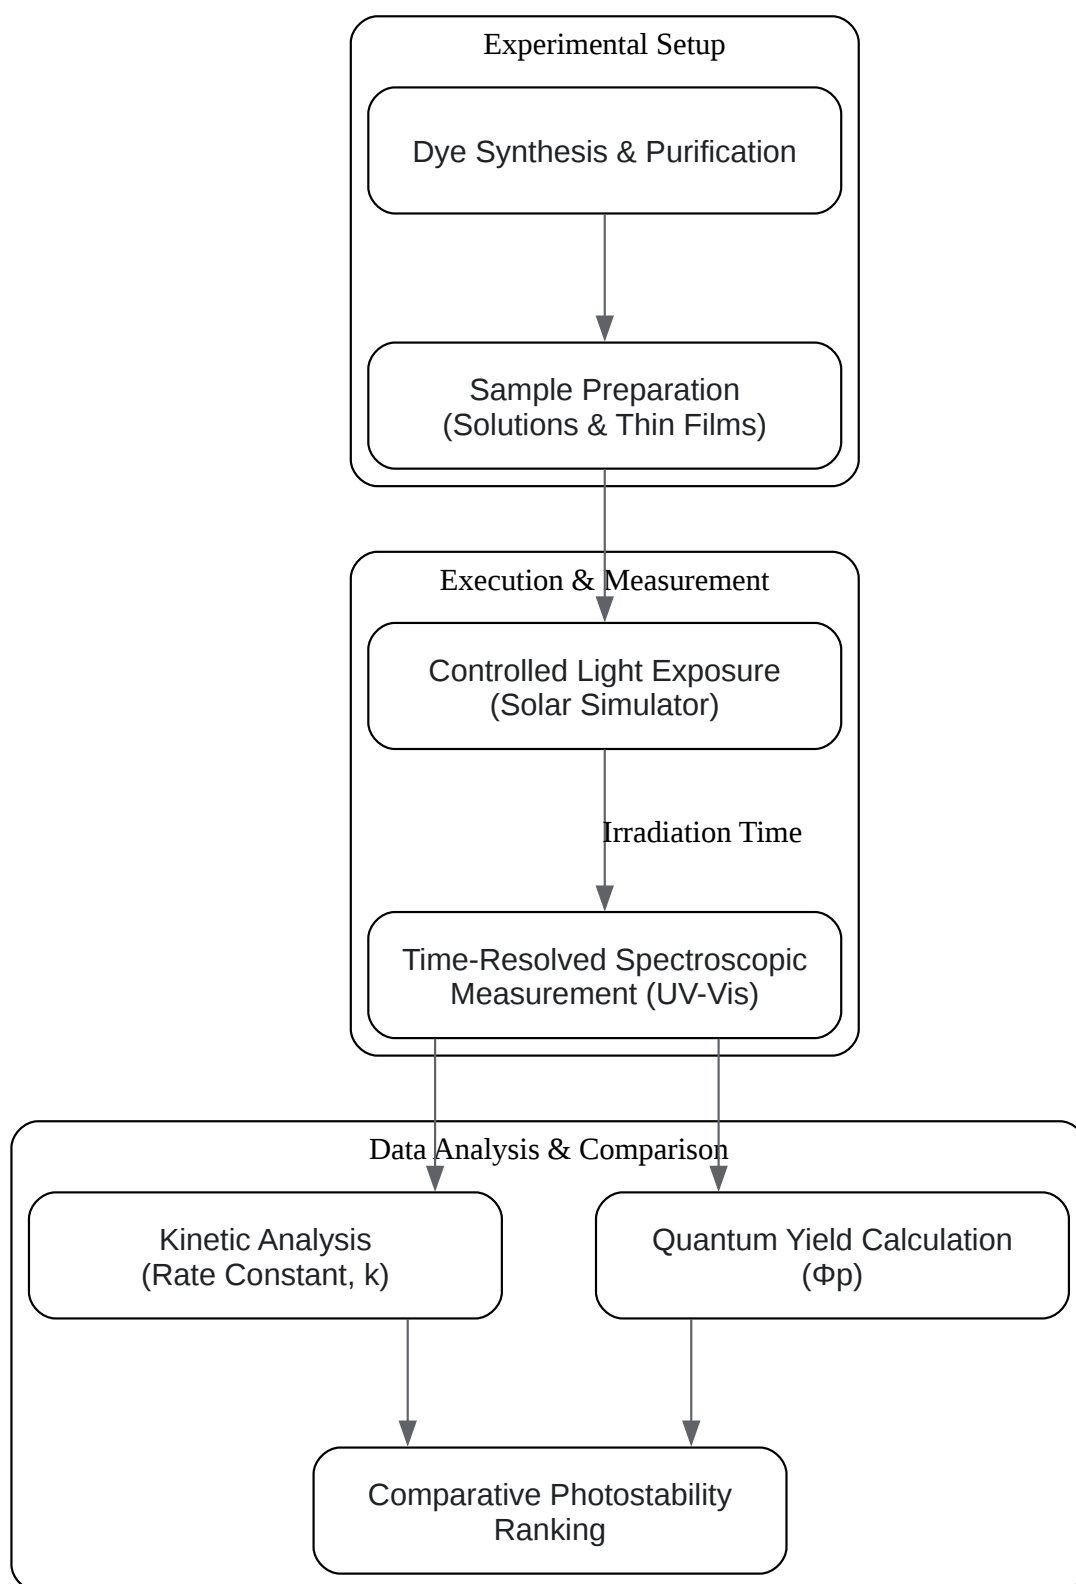 Experimental Setup
Dye Synthesis & Purification
Sample Preparation
(Solutions & Thin Films)
Execution & Measurement
Controlled Light Exposure
(Solar Simulator)
Irradiation Time
Time-Resolved Spectroscopic
Measurement (UV-Vis)
Data Analysis & Comparison
Kinetic Analysis
(Rate Constant, k)
Quantum Yield Calculation
(Φp)
Comparative Photostability
Ranking